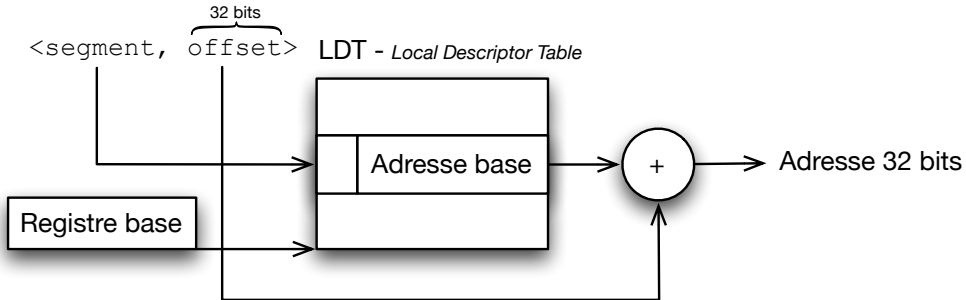 32 bits
<segment, offset> LDT - Local Descriptor Table
Adresse base
+
Adresse 32 bits
Registre base